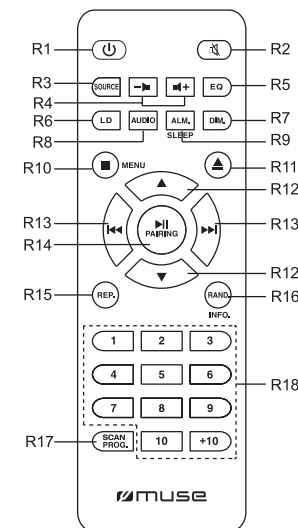 R1 R2
R3 SOURCE EQ R5
R4
R6 LD AUDIO ALM. DIM. R7
R8 SLEEP R9
R10 MENU R11
R12
R13 R13
R14 PAIRING
R12
R15 REP. RAND. R16
INFO.
1 2 3
4 5 6 R18
7 8 9
R17 SCAN PROG. 10 +10
muse